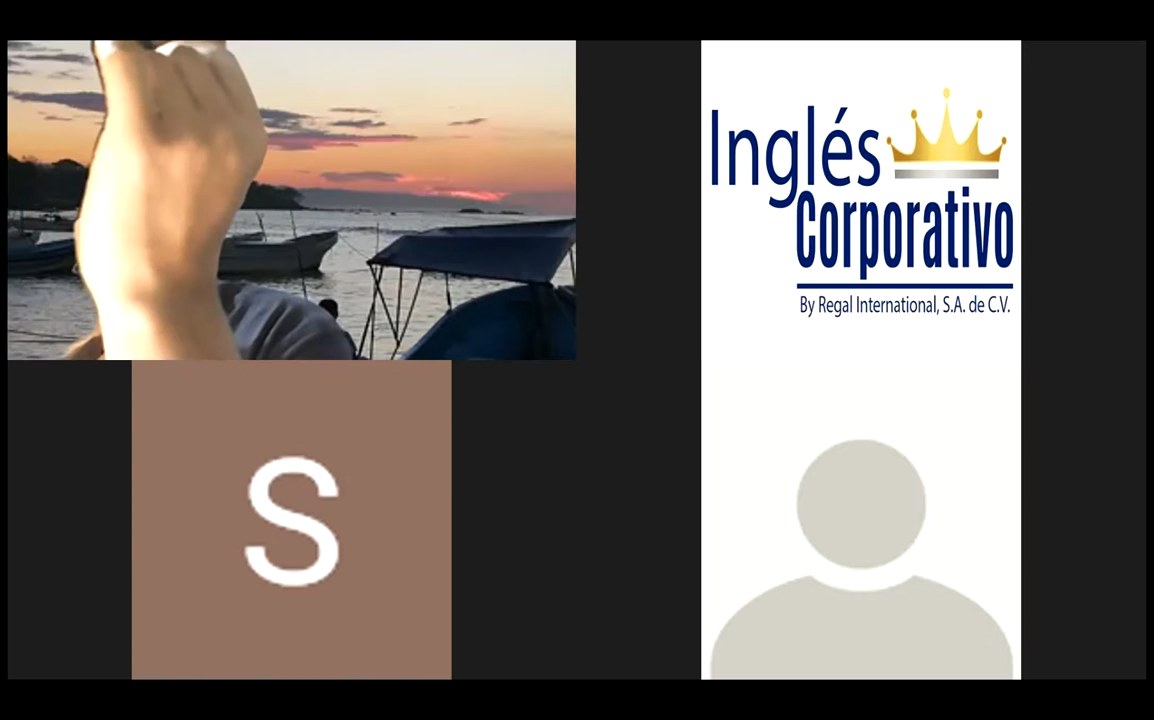 Inglés
Corporativo
By Regal International, S.A. de C.V.
S